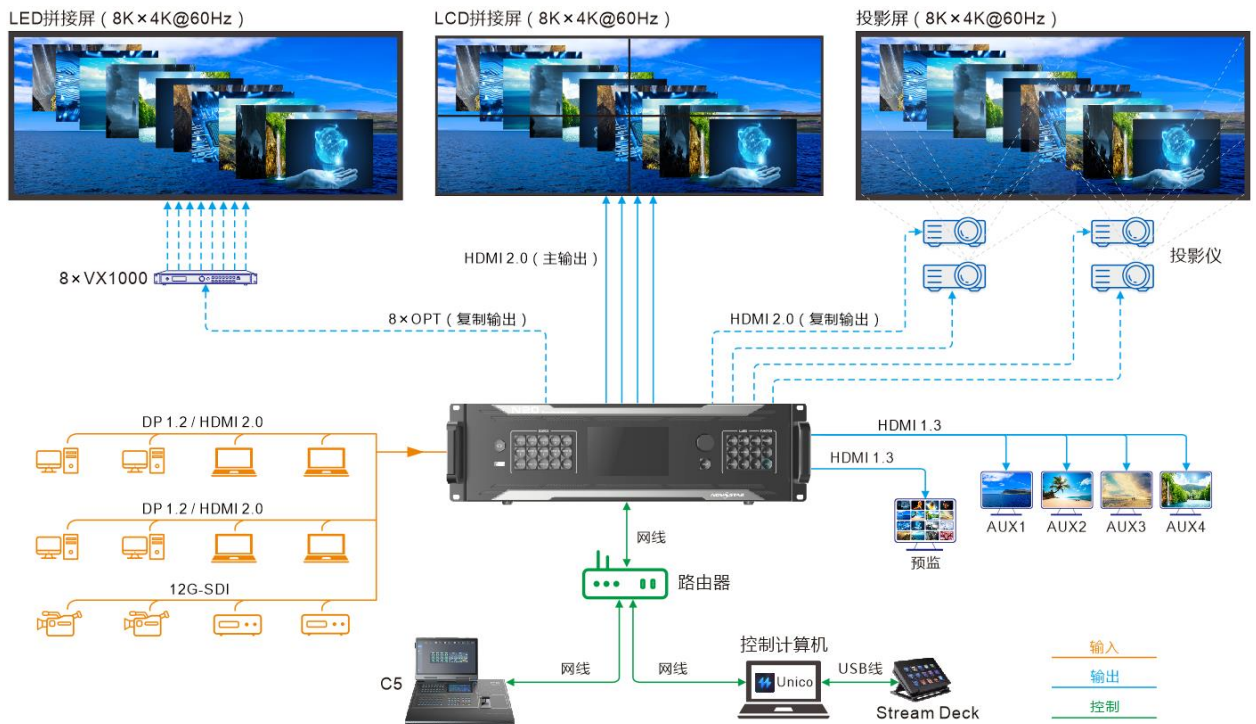 LED拼接屏（8K×4K@60Hz）
LCD拼接屏（8K×4K@60Hz）
投影屏（8K×4K@60Hz）
HDMI 2.0（主输出）
投影仪
8×VX1000
8×OPT（复制输出）
HDMI 2.0（复制输出）
DP 1.2 / HDMI 2.0
HDMI 1.3
HDMI 1.3
NOVASTAR
DP 1.2 / HDMI 2.0
AUX1
AUX2
AUX3
AUX4
网线
预监
路由器
12G-SDI
控制计算机
输入
网线
网线
USB线
C5
Unico
输出
Stream Deck
控制